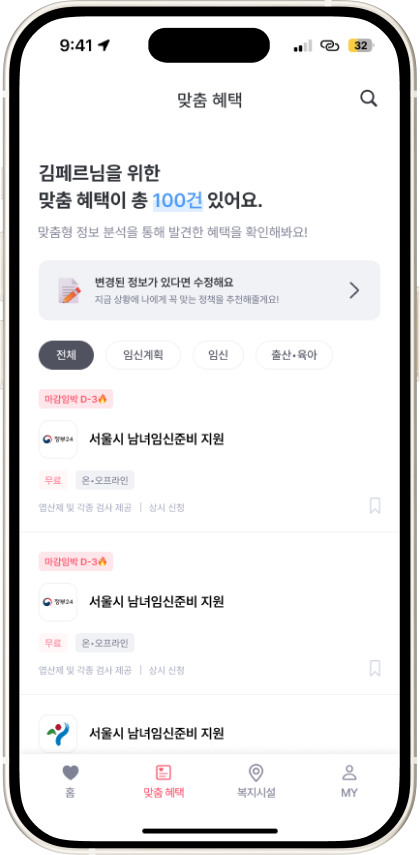 9:41
32
맞춤 혜택
김페르님을 위한
맞춤 혜택이 총 100건 있어요.
맞춤형 정보 분석을 통해 발견한 혜택을 확인해봐요!
변경된 정보가 있다면 수정해요
지금 상황에 나에게 꼭 맞는 정책을 추천해줄게요!
전체 임신계획 임신 출산•육아
마감임박 D-3🔥
정부24 서울시 남녀임신준비 지원
무료 온•오프라인
엽산제 및 각종 검사 제공 | 상시 신청
마감임박 D-3🔥
정부24 서울시 남녀임신준비 지원
무료 온•오프라인
엽산제 및 각종 검사 제공 | 상시 신청
서울시 남녀임신준비 지원
홈 맞춤 혜택 복지시설 MY